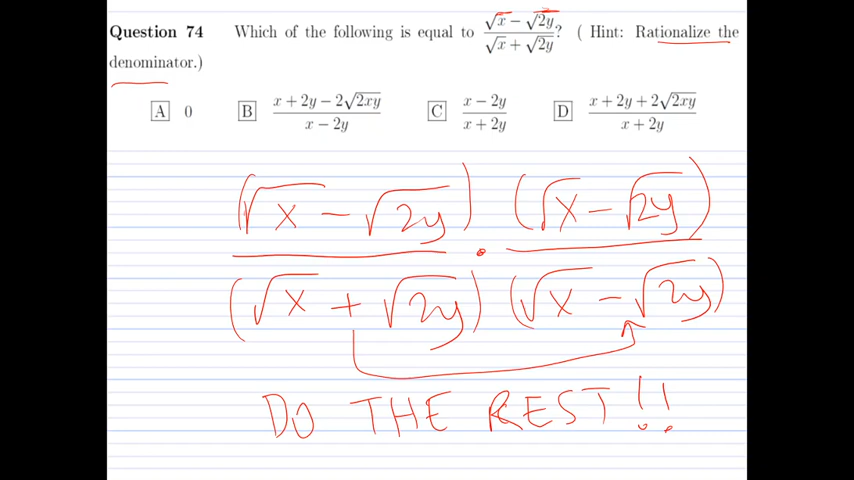 Question 74 Which of the following is equal to (√x − √2y)/(√x + √2y)? ( Hint: Rationalize the
denominator.)
A 0 B (x + 2y − 2√2xy)/(x − 2y) C (x − 2y)/(x + 2y) D (x + 2y + 2√2xy)/(x + 2y)
(√x − √2y) · (√x − √2y)
(√x + √2y) (√x − √2y)
DO THE REST !!